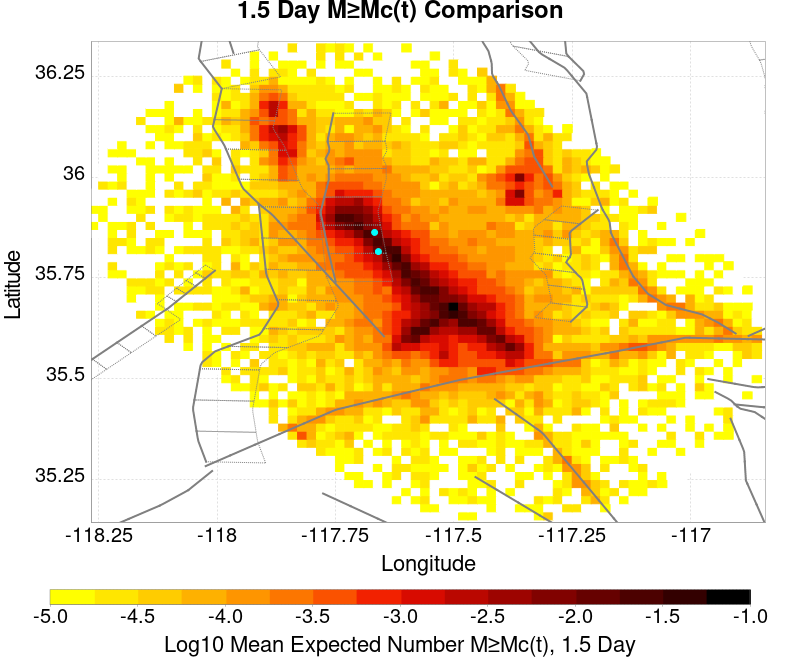 1.5 Day M≥Mc(t) Comparison
36.25
36
35.75
35.5
35.25
Latitude
-118.25 -118 -117.75 -117.5 -117.25 -117
Longitude
-5.0 -4.5 -4.0 -3.5 -3.0 -2.5 -2.0 -1.5 -1.0
Log10 Mean Expected Number M≥Mc(t), 1.5 Day